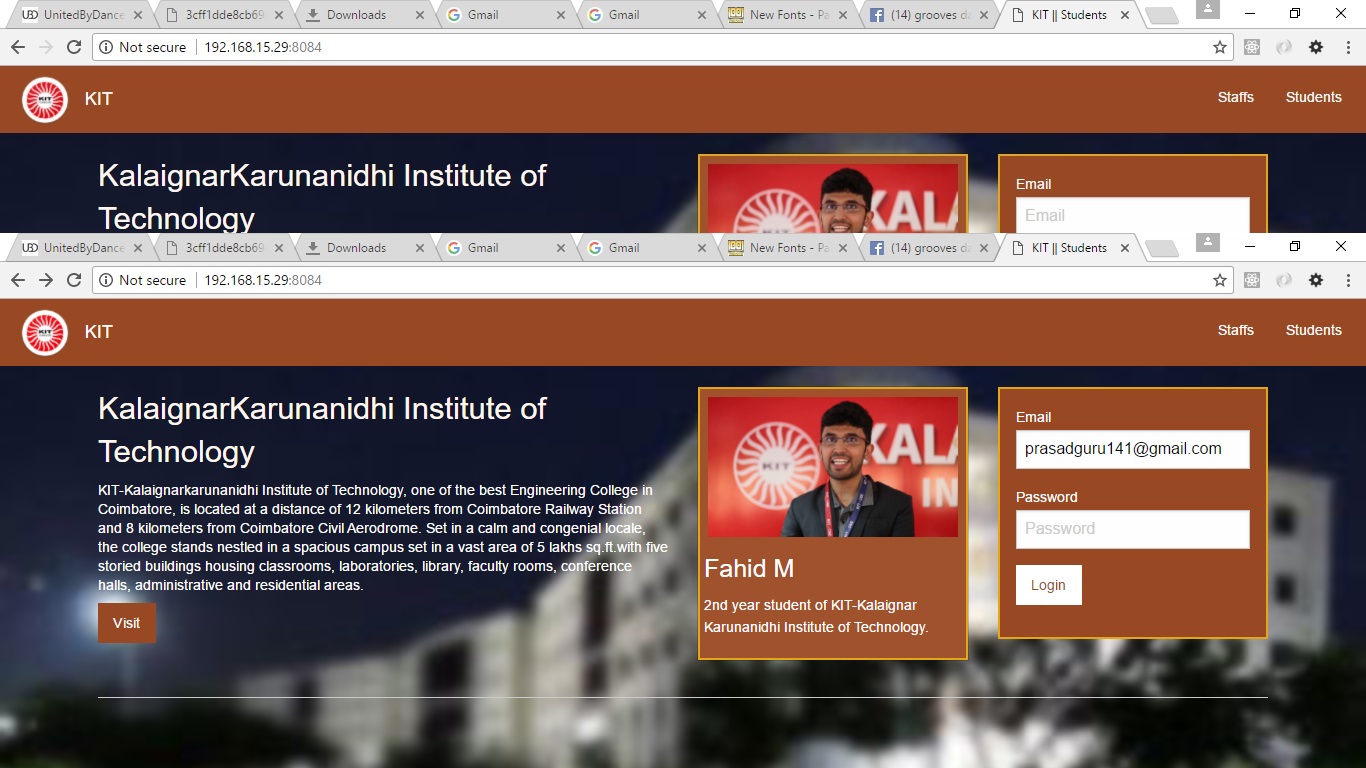 UnitedByDance
3cff1dde8cb69
Downloads
Gmail
Gmail
New Fonts - Pa
(14) grooves da
KIT || Students
Not secure
192.168.15.29:8084
KIT
KIT
Staffs
Students
KalaignarKarunanidhi Institute of
Technology
KIT
KALA
Email
Email
UnitedByDance
3cff1dde8cb69
Downloads
Gmail
Gmail
New Fonts - Pa
(14) grooves da
KIT || Students
Not secure
192.168.15.29:8084
KIT
KIT
Staffs
Students
KalaignarKarunanidhi Institute of
Technology
KIT-Kalaignarkarunanidhi Institute of Technology, one of the best Engineering College in
Coimbatore, is located at a distance of 12 kilometers from Coimbatore Railway Station
and 8 kilometers from Coimbatore Civil Aerodrome. Set in a calm and congenial locale,
the college stands nestled in a spacious campus set in a vast area of 5 lakhs sq.ft.with five
storied buildings housing classrooms, laboratories, library, faculty rooms, conference
halls, administrative and residential areas.
Visit
KIT
KALA
IN
Fahid M
2nd year student of KIT-Kalaignar
Karunanidhi Institute of Technology.
Email
prasadguru141@gmail.com
Password
Password
Login